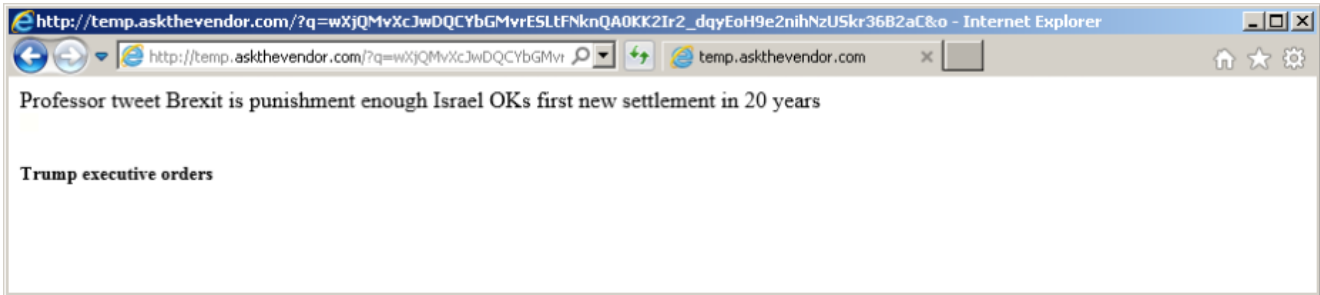 http://temp.askthevendor.com/?q=wXjQMvXcJwDQCYbGMvrESLtFNknQA0KK2Ir2_dqyEoH9e2nihNzUSkr36B2aC&o - Internet Explorer
http://temp.askthevendor.com/?q=wXjQMvXcJwDQCYbGMvr temp.askthevendor.com
Professor tweet Brexit is punishment enough Israel OKs first new settlement in 20 years
Trump executive orders